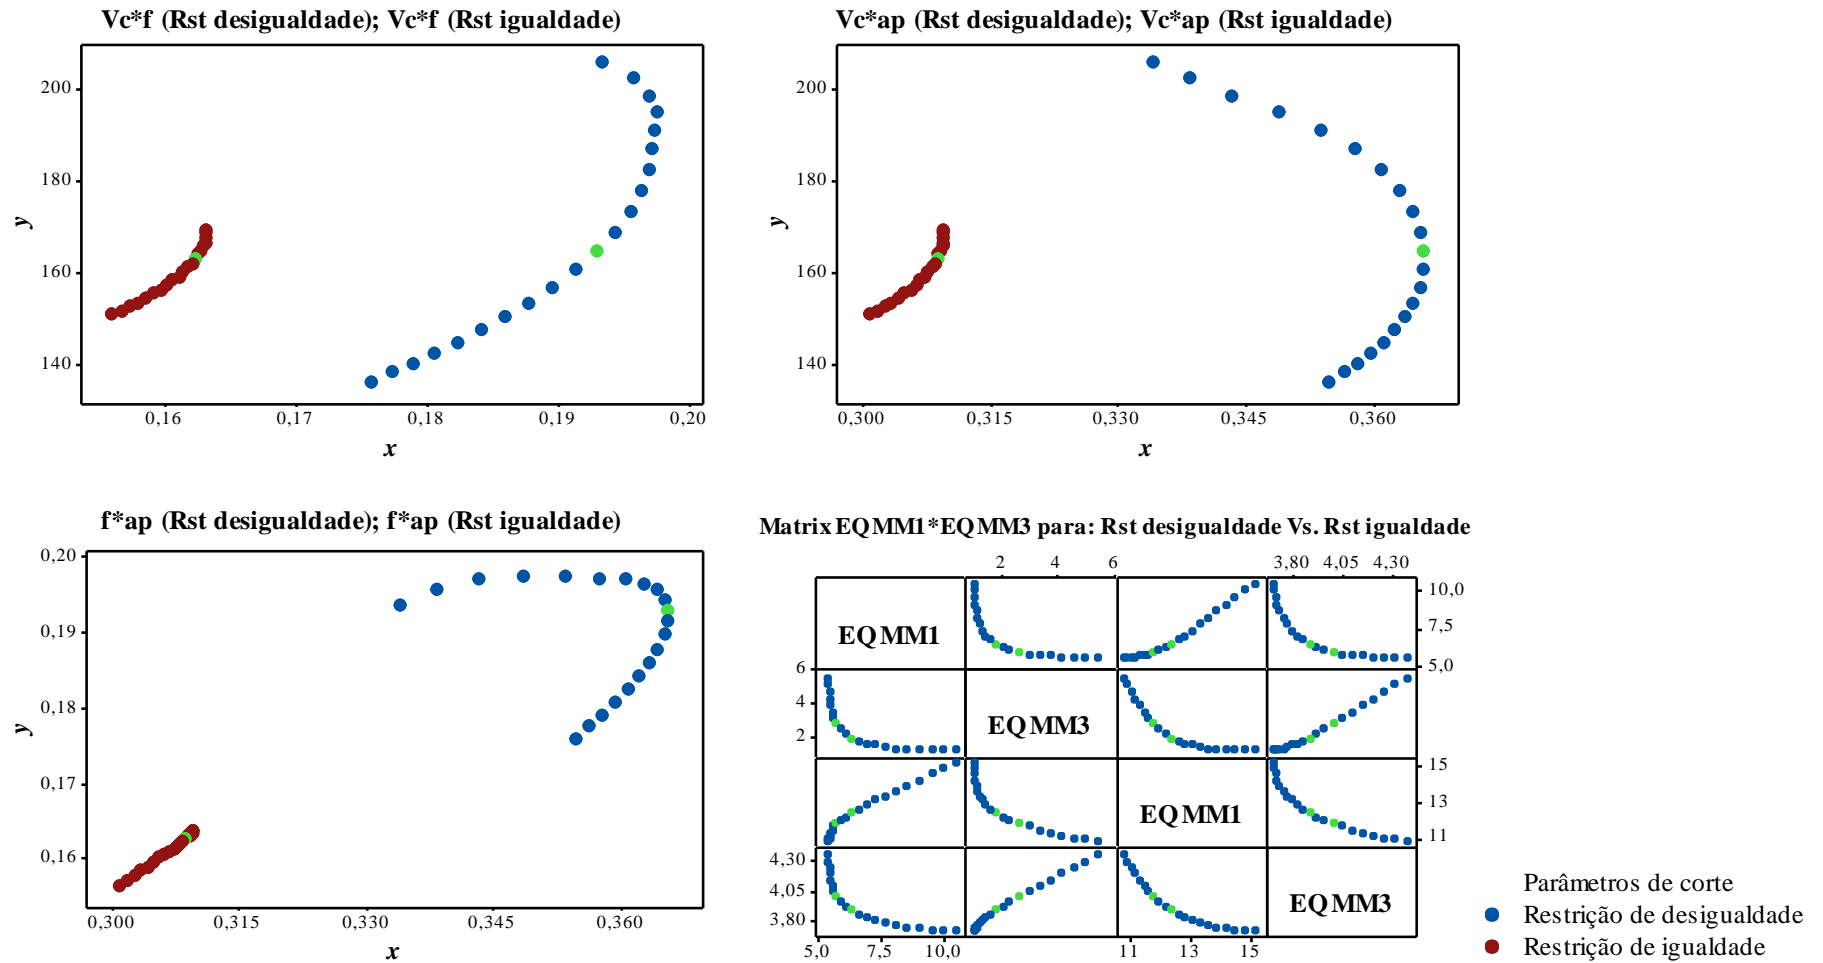 Vc*f (Rst desigualdade); Vc*f (Rst igualdade)
200
180
160
140
y
0,16 0,17 0,18 0,19 0,20
x
Vc*ap (Rst desigualdade); Vc*ap (Rst igualdade)
200
180
160
140
y
0,300 0,315 0,330 0,345 0,360
x
f*ap (Rst desigualdade); f*ap (Rst igualdade)
0,20
0,19
0,18
0,17
0,16
y
0,300 0,315 0,330 0,345 0,360
x
Matrix EQMM1*EQMM3 para: Rst desigualdade Vs. Rst igualdade
2 4 6 3,80 4,05 4,30
EQMM1
10,0
7,5
5,0
6
4
2
EQMM3
EQMM1
15
13
11
4,30
4,05
3,80
EQMM3
5,0 7,5 10,0 11 13 15
Parâmetros de corte
Restrição de desigualdade
Restrição de igualdade